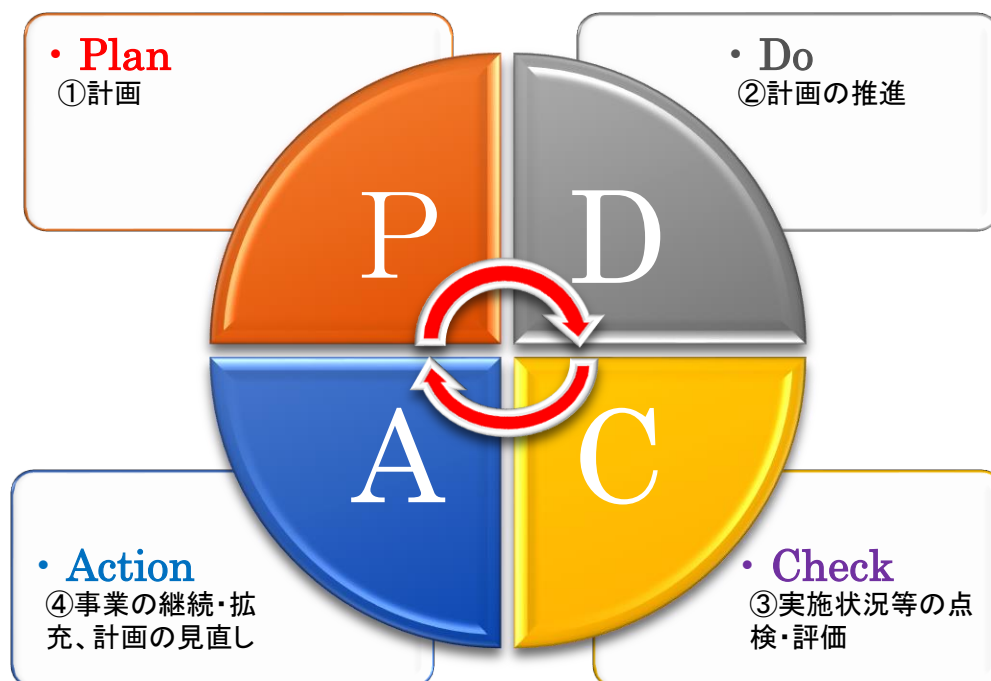 ・Plan
①計画
・Do
②計画の推進
P
D
A
C
・Action
④事業の継続・拡
充、計画の見直し
・Check
③実施状況等の点
検・評価